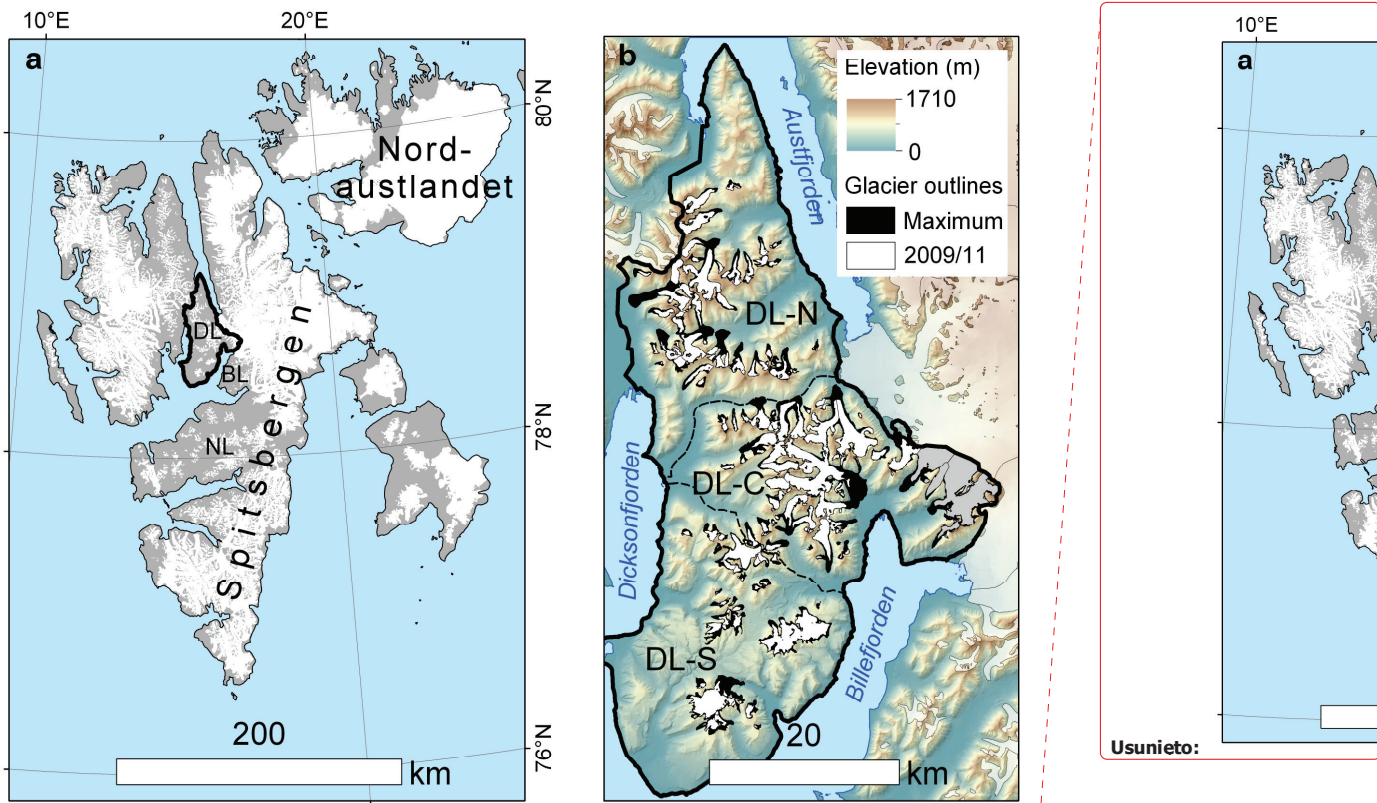 10°E
20°E
a
80°N
Nord-
austlandet
DL
BL
NL
Spitsbergen
78°N
76°N
200
km
b
Elevation (m)
1710
0
Glacier outlines
Maximum
2009/11
Austfjorden
DL-N
DL-C
Dicksonfjorden
DL-S
Billefjorden
20
km
10°E
a
Usunieto: